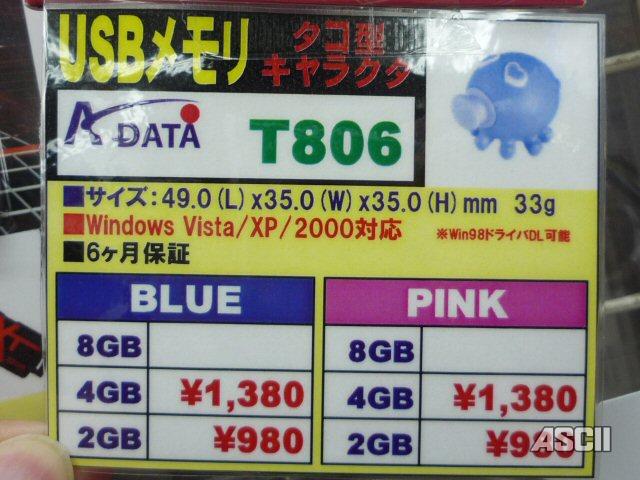 USBメモリ タコ型
キャラクタ
A DATA T806
■サイズ:49.0(L)x35.0(W)x35.0(H)mm 33g
■Windows Vista/XP/2000対応 ※Win98ドライバDL可能
■6ヶ月保証
BLUE
8GB
4GB ¥1,380
2GB ¥980
PINK
8GB
4GB ¥1,380
2GB
ASCII